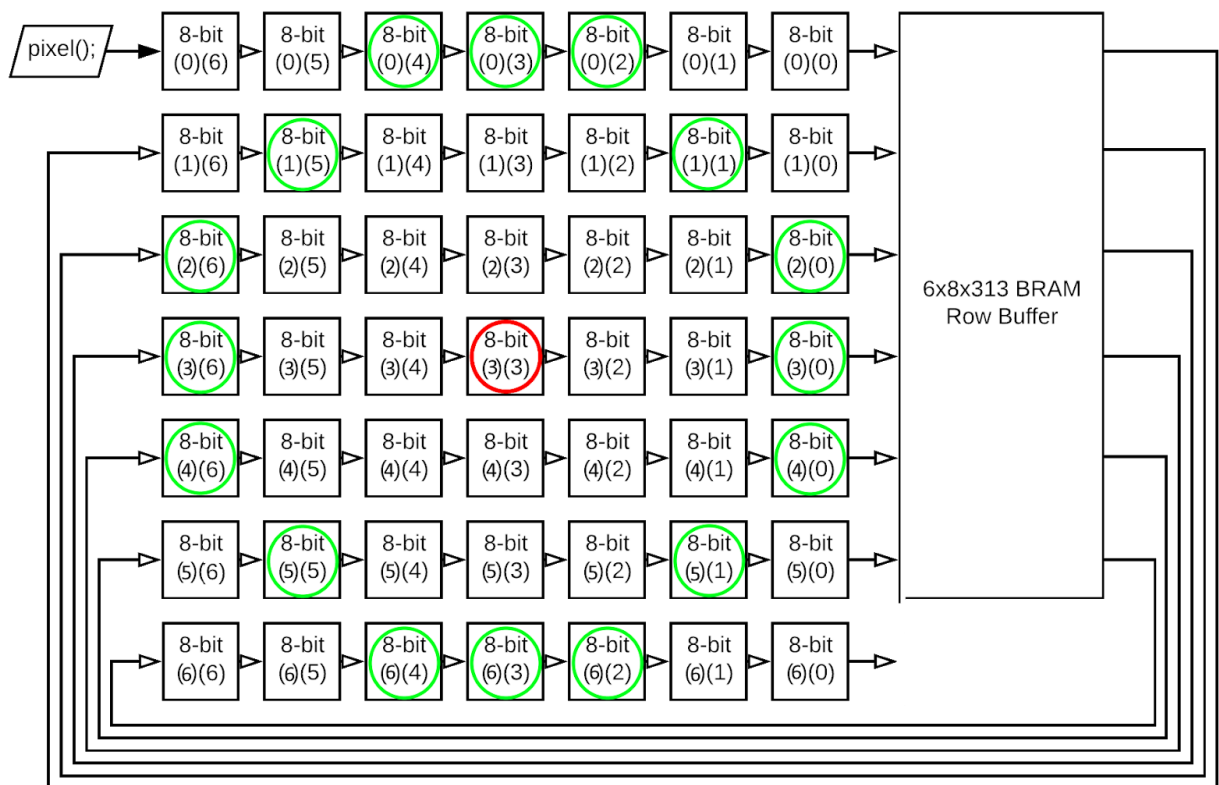 pixel();
8-bit
(0)(6)
8-bit
(0)(5)
8-bit
(0)(4)
8-bit
(0)(3)
8-bit
(0)(2)
8-bit
(0)(1)
8-bit
(0)(0)
8-bit
(1)(6)
8-bit
(1)(5)
8-bit
(1)(4)
8-bit
(1)(3)
8-bit
(1)(2)
8-bit
(1)(1)
8-bit
(1)(0)
8-bit
(2)(6)
8-bit
(2)(5)
8-bit
(2)(4)
8-bit
(2)(3)
8-bit
(2)(2)
8-bit
(2)(1)
8-bit
(2)(0)
6x8x313 BRAM
Row Buffer
8-bit
(3)(6)
8-bit
(3)(5)
8-bit
(3)(4)
8-bit
(3)(3)
8-bit
(3)(2)
8-bit
(3)(1)
8-bit
(3)(0)
8-bit
(4)(6)
8-bit
(4)(5)
8-bit
(4)(4)
8-bit
(4)(3)
8-bit
(4)(2)
8-bit
(4)(1)
8-bit
(4)(0)
8-bit
(5)(6)
8-bit
(5)(5)
8-bit
(5)(4)
8-bit
(5)(3)
8-bit
(5)(2)
8-bit
(5)(1)
8-bit
(5)(0)
8-bit
(6)(6)
8-bit
(6)(5)
8-bit
(6)(4)
8-bit
(6)(3)
8-bit
(6)(2)
8-bit
(6)(1)
8-bit
(6)(0)